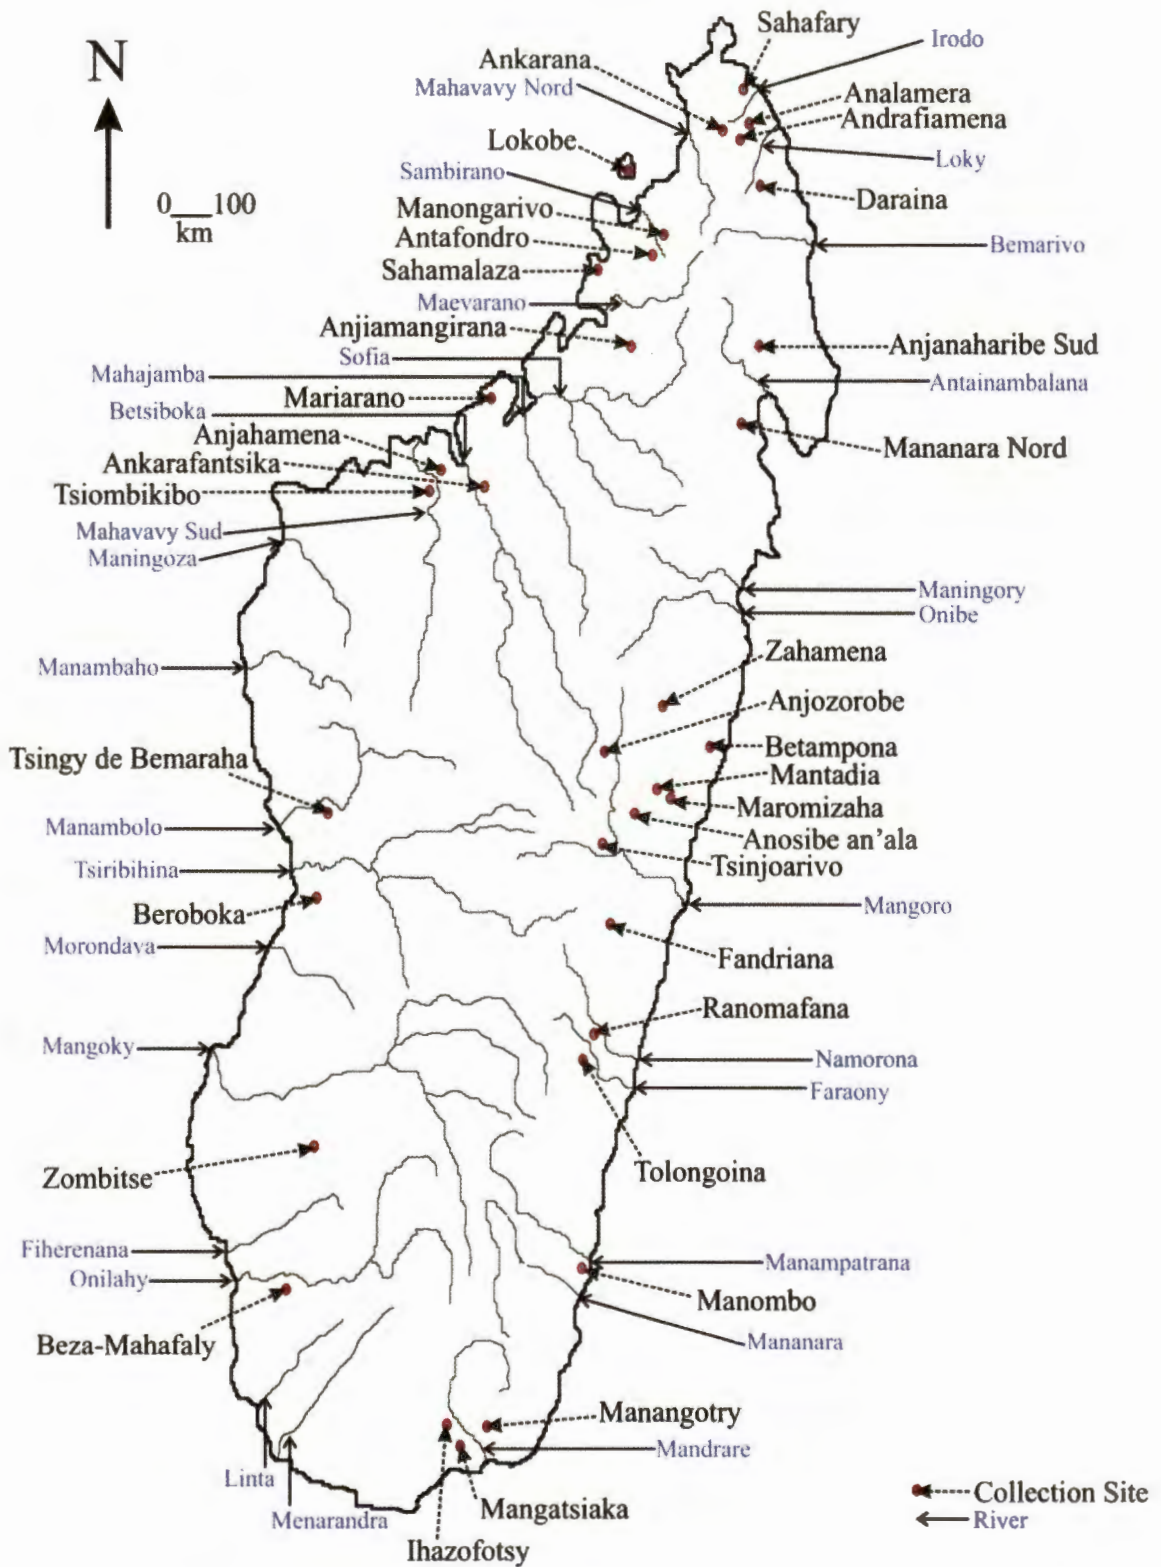 Sahafary
Irodo
N
Ankarana
Mahavavy Nord
Analamera
Andrafiamena
Lokobe
Loky
Sambirano
Daraina
0 100
km
Manongarivo
Antafondro
Bemarivo
Sahamalaza
Maevarano
Anjiamangirana
Anjanaharibe Sud
Sofia
Mahajamba
Antainambalana
Mariarano
Betsiboka
Anjahamena
Mananara Nord
Ankarafantsika
Tsiombikibo
Mahavavy Sud
Maningoza
Maningory
Onibe
Zahamena
Manambaho
Anjozorobe
Betampona
Tsingy de Bemaraha
Mantadia
Maromizaha
Manambolo
Anosibe an'ala
Tsinjoarivo
Tsiribihina
Beroboka
Mangoro
Morondava
Fandriana
Ranomafana
Mangoky
Namorona
Faraony
Zombitse
Tolongoina
Fiherenana
Manampatrana
Onilahy
Manombo
Beza-Mahafaly
Mananara
Manangotry
Mandrare
Linta
Collection Site
Mangatsiaka
Menarandra
River
Ihazofotsy